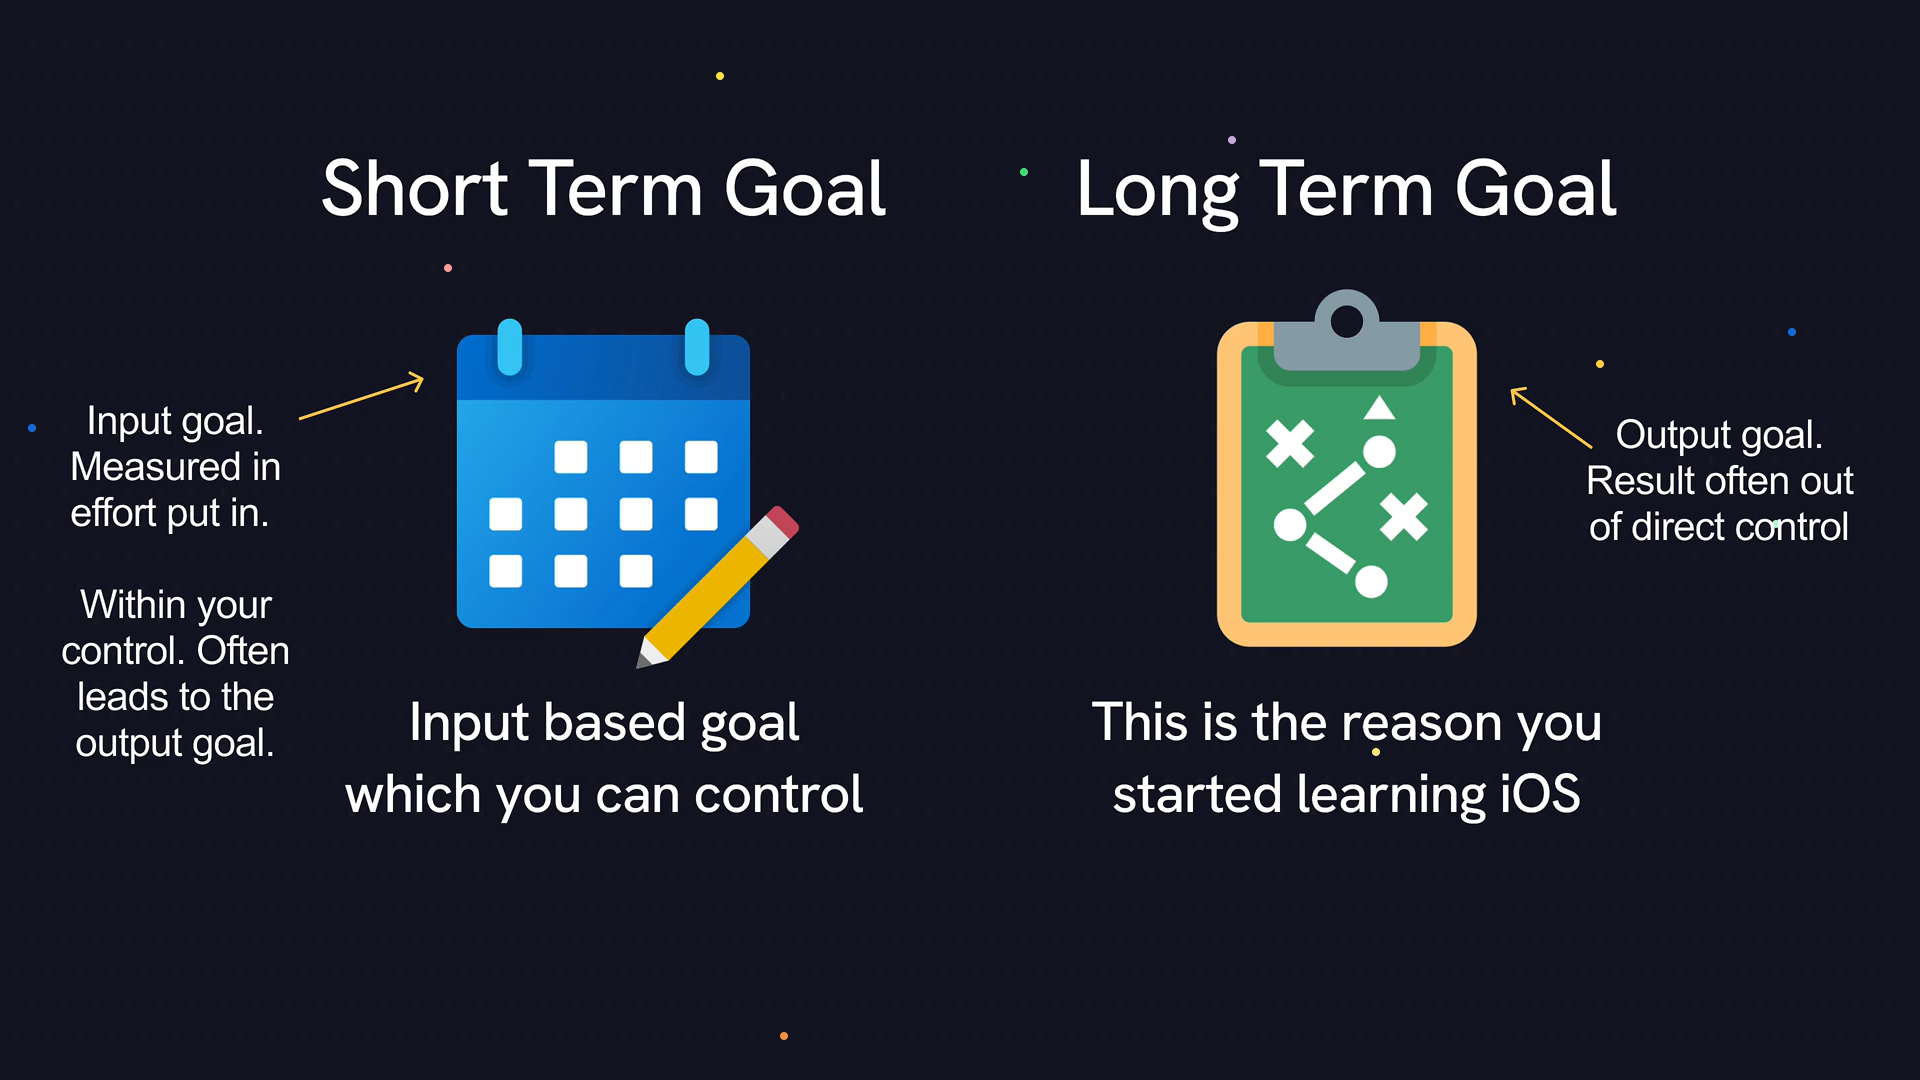 Short Term Goal
Long Term Goal
Input goal.
Measured in
effort put in.
Within your
control. Often
leads to the
output goal.
Output goal.
Result often out
of direct control
Input based goal
which you can control
This is the reason you
started learning iOS